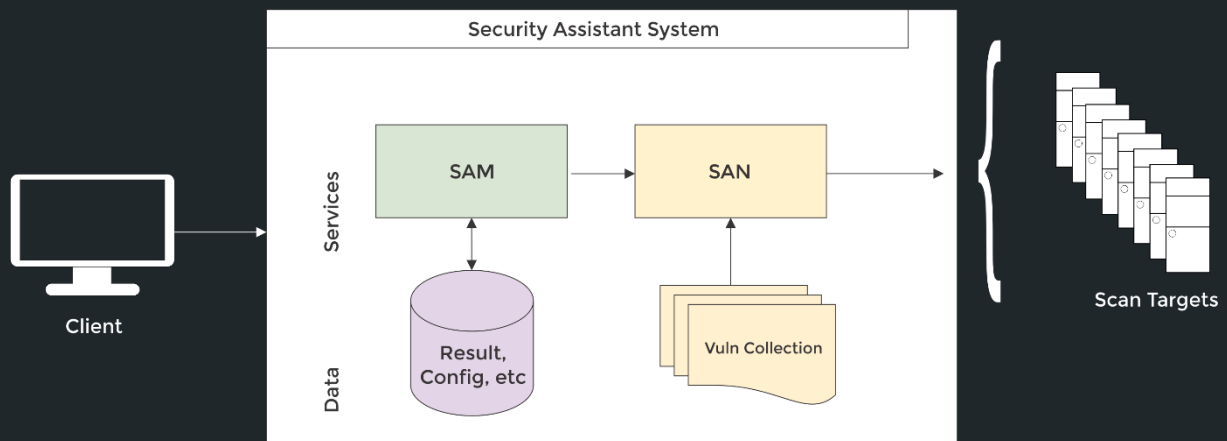 Security Assistant System
Services
SAM
SAN
Client
Data
Result,
Config, etc
Vuln Collection
Scan Targets